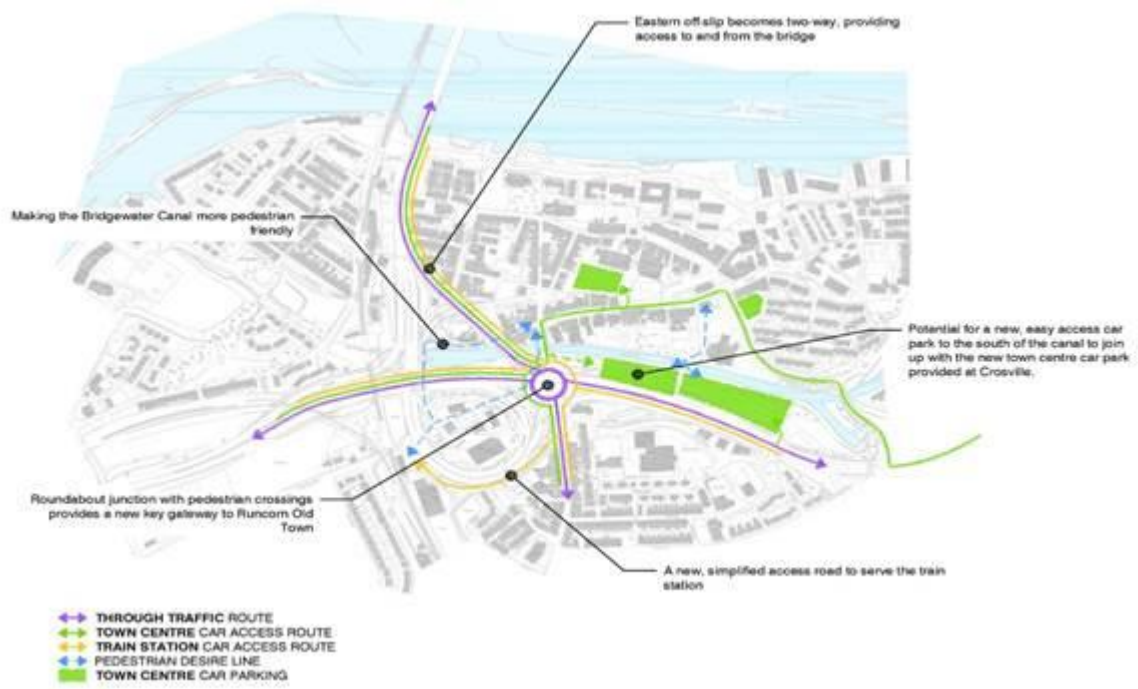 Eastern off-slip becomes two-way, providing
access to and from the bridge
Making the Bridgewater Canal more pedestrian
friendly
Potential for a new, easy access car
park to the south of the canal to join
up with the new town centre car park
provided at Crosville.
Roundabout junction with pedestrian crossings
provides a new key gateway to Runcorn Old
Town
A new, simplified access road to serve the train
station
THROUGH TRAFFIC ROUTE
TOWN CENTRE CAR ACCESS ROUTE
TRAIN STATION CAR ACCESS ROUTE
PEDESTRIAN DESIRE LINE
TOWN CENTRE CAR PARKING